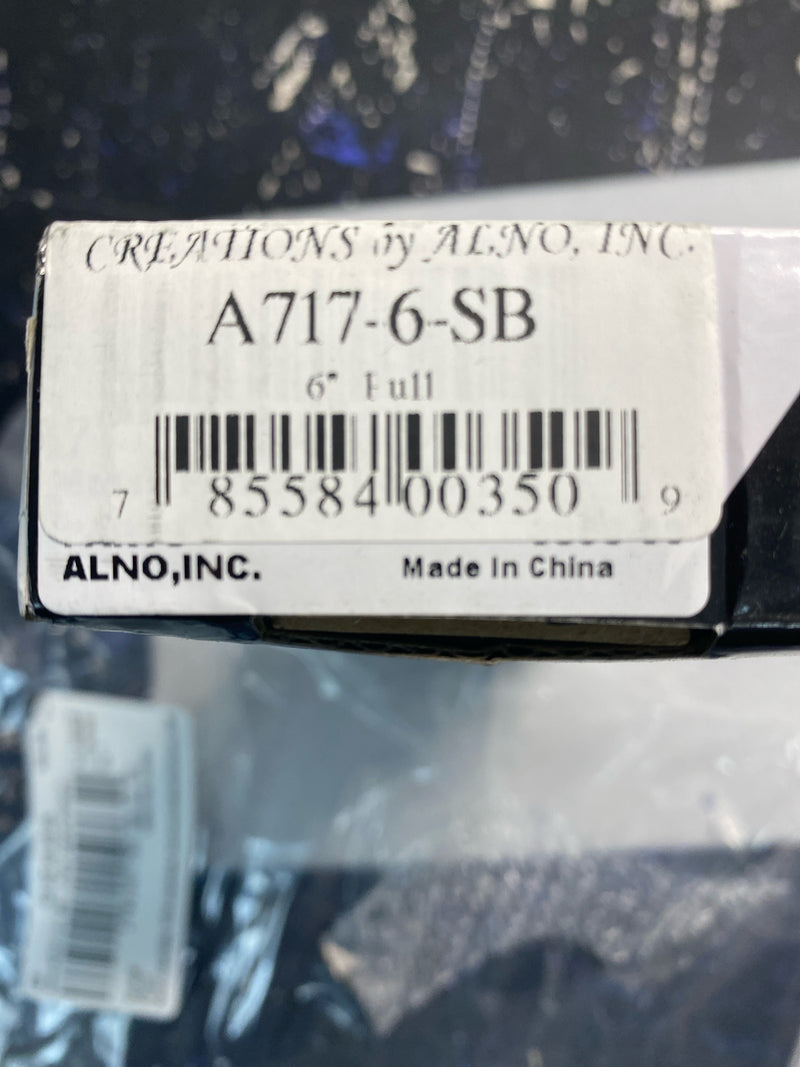 CREATIONS by ALNO, INC.
A717-6-SB
6" Pull
7 85584 00350 9
ALNO,INC. Made In China